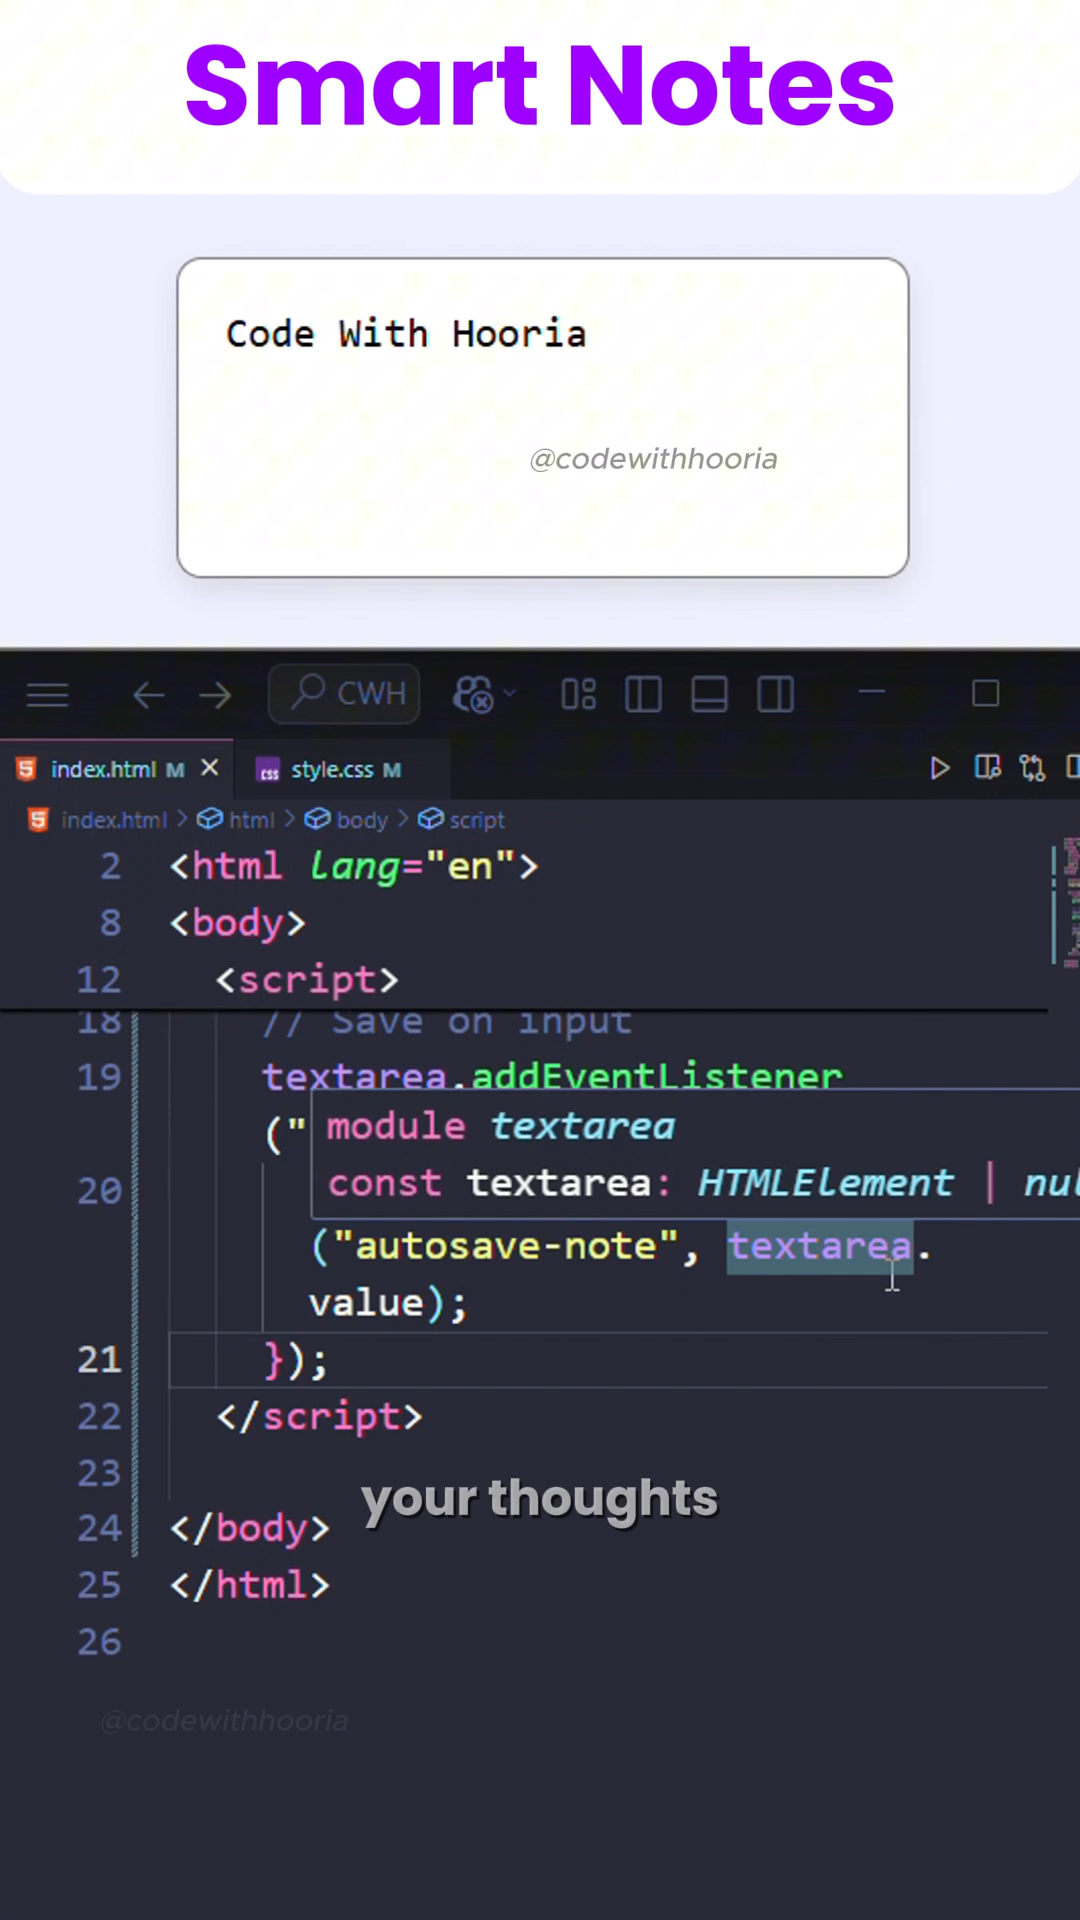 Smart Notes
Code With Hooria
@codewithhooria
CWH
index.html M
style.css M
index.html > html > body > script
2 <html lang="en">
8 <body>
12 <script>
18 // Save on input
19 textarea.addEventListener
("
module textarea
20 const textarea: HTMLElement | nul
("autosave-note", textarea.
value);
21 });
22 </script>
23
your thoughts
24 </body>
25 </html>
26
@codewithhooria